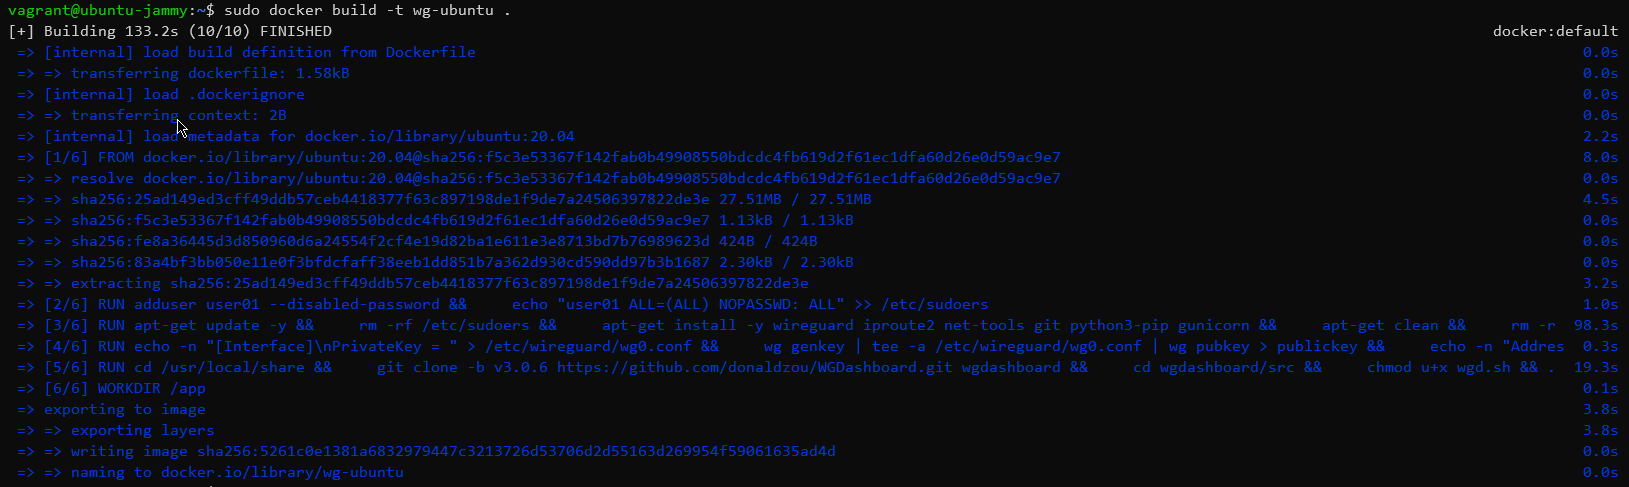 vagrant@ubuntu-jammy:~$ sudo docker build -t wg-ubuntu .
[+] Building 133.2s (10/10) FINISHED docker:default
=> [internal] load build definition from Dockerfile 0.0s
=> => transferring dockerfile: 1.58kB 0.0s
=> [internal] load .dockerignore 0.0s
=> => transferring context: 2B 0.0s
=> [internal] load metadata for docker.io/library/ubuntu:20.04 2.2s
=> [1/6] FROM docker.io/library/ubuntu:20.04@sha256:f5c3e53367f142fab0b49908550bdcdc4fb619d2f61ec1dfa60d26e0d59ac9e7 8.0s
=> => resolve docker.io/library/ubuntu:20.04@sha256:f5c3e53367f142fab0b49908550bdcdc4fb619d2f61ec1dfa60d26e0d59ac9e7 0.0s
=> => sha256:25ad149ed3cff49ddb57ceb4418377f63c897198de1f9de7a24506397822de3e 27.51MB / 27.51MB 4.5s
=> => sha256:f5c3e53367f142fab0b49908550bdcdc4fb619d2f61ec1dfa60d26e0d59ac9e7 1.13kB / 1.13kB 0.0s
=> => sha256:fe8a36445d3d850960d6a24554f2cf4e19d82ba1e611e3e8713bd7b76989623d 424B / 424B 0.0s
=> => sha256:83a4bf3bb050e11e0f3bfdcfaff38eeb1dd851b7a362d930cd590dd97b3b1687 2.30kB / 2.30kB 0.0s
=> => extracting sha256:25ad149ed3cff49ddb57ceb4418377f63c897198de1f9de7a24506397822de3e 3.2s
=> [2/6] RUN adduser user01 --disabled-password && echo "user01 ALL=(ALL) NOPASSWD: ALL" >> /etc/sudoers 1.0s
=> [3/6] RUN apt-get update -y && rm -rf /etc/sudoers && apt-get install -y wireguard iproute2 net-tools git python3-pip gunicorn && apt-get clean && rm -r 98.3s
=> [4/6] RUN echo -n "[Interface]\nPrivateKey = " > /etc/wireguard/wg0.conf && wg genkey | tee -a /etc/wireguard/wg0.conf | wg pubkey > publickey && echo -n "Addres 0.3s
=> [5/6] RUN cd /usr/local/share && git clone -b v3.0.6 https://github.com/donaldzou/WGDashboard.git wgdashboard && cd wgdashboard/src && chmod u+x wgd.sh && . 19.3s
=> [6/6] WORKDIR /app 0.1s
=> exporting to image 3.8s
=> => exporting layers 3.8s
=> => writing image sha256:5261c0e1381a6832979447c3213726d53706d2d55163d269954f59061635ad4d 0.0s
=> => naming to docker.io/library/wg-ubuntu 0.0s